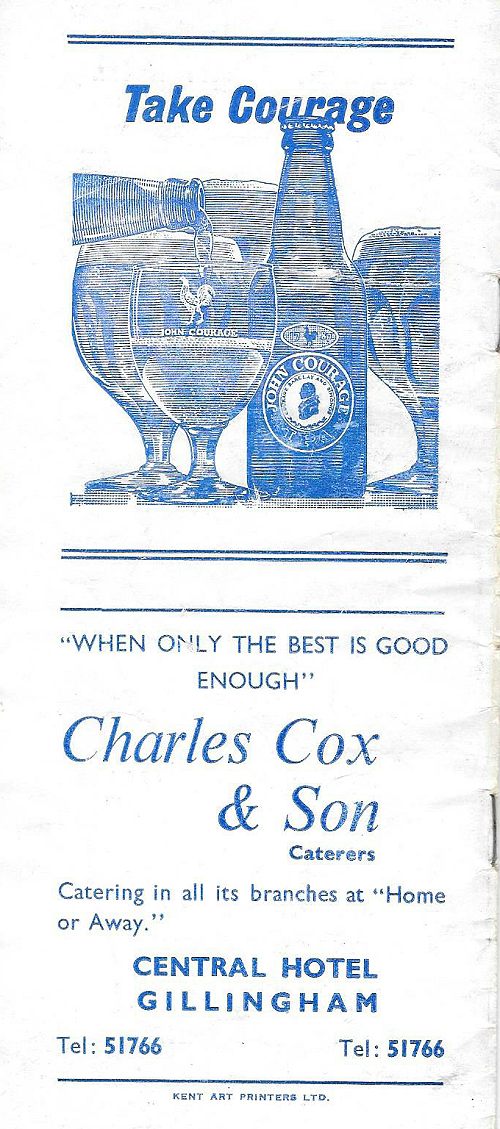 Take Courage
JOHN COURAGE
JOHN COURAGE
"WHEN ONLY THE BEST IS GOOD
ENOUGH"
Charles Cox
& Son
Caterers
Catering in all its branches at "Home
or Away."
CENTRAL HOTEL
GILLINGHAM
Tel: 51766 Tel: 51766
KENT ART PRINTERS LTD.